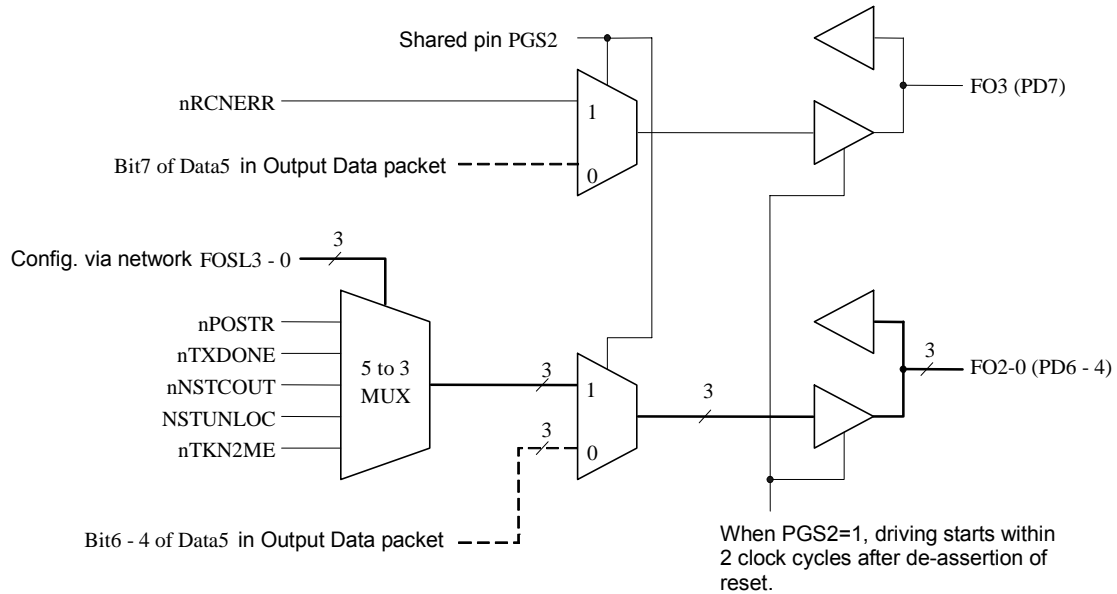 Shared pin PGS2
nRCNERR
1
FO3 (PD7)
Bit7 of Data5 in Output Data packet
0
3
Config. via network FOSL3 - 0
nPOSTR
nTXDONE
nNSTCOUT
NSTUNLOC
nTKN2ME
5 to 3
MUX
3
1
3
0
3
3
FO2-0 (PD6 - 4)
Bit6 - 4 of Data5 in Output Data packet
When PGS2=1, driving starts within
2 clock cycles after de-assertion of
reset.